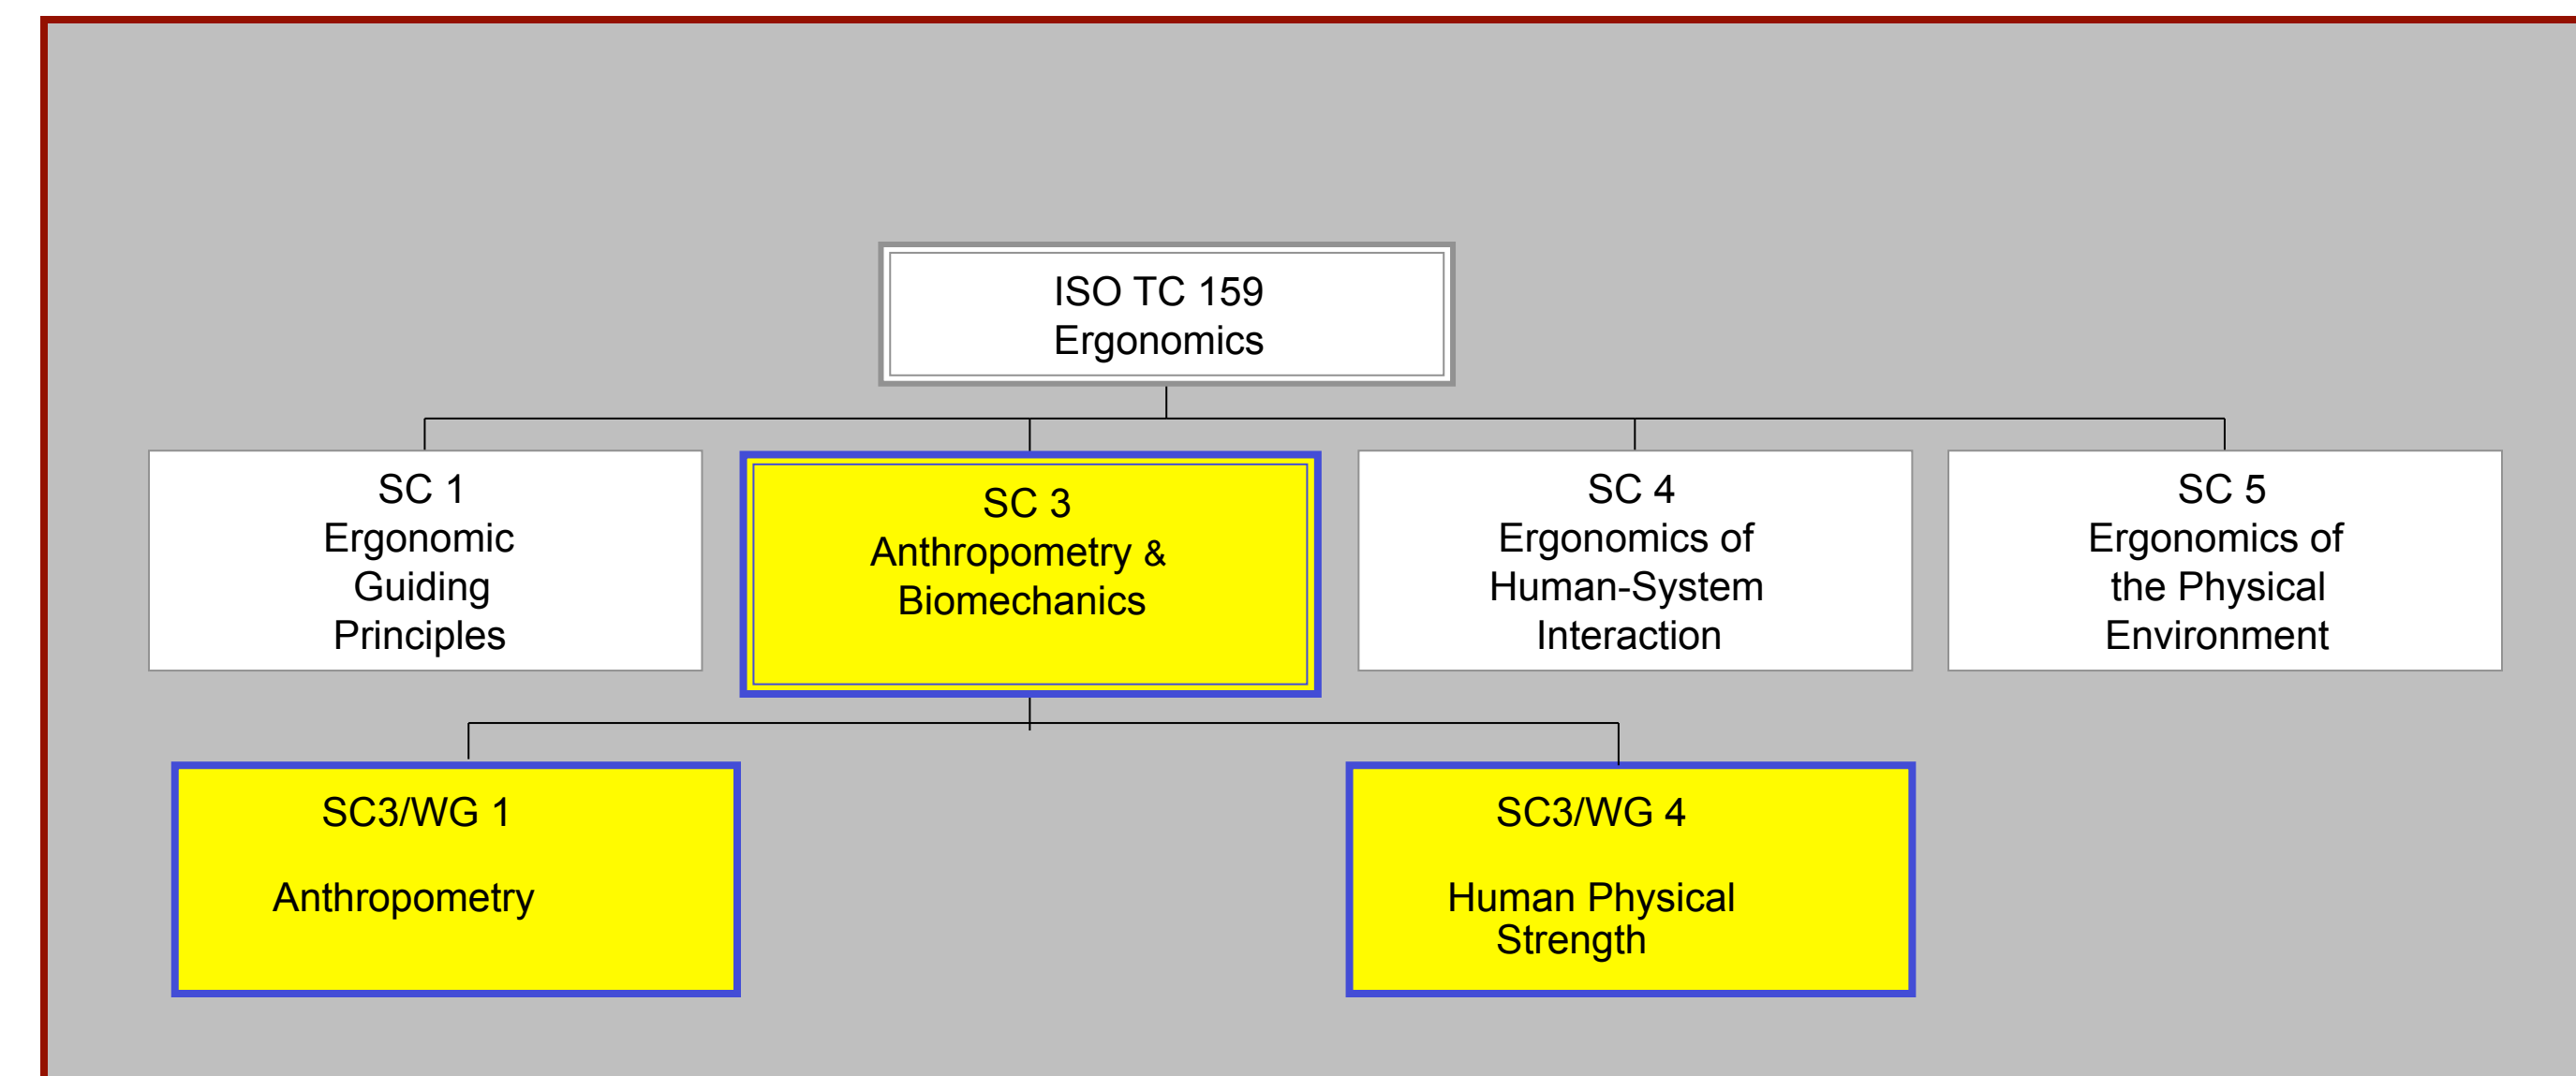 ISO TC 159
Ergonomics
SC 1
Ergonomic
Guiding
Principles
SC 3
Anthropometry &
Biomechanics
SC 4
Ergonomics of
Human-System
Interaction
SC 5
Ergonomics of
the Physical
Environment
SC3/WG 1
Anthropometry
SC3/WG 4
Human Physical
Strength